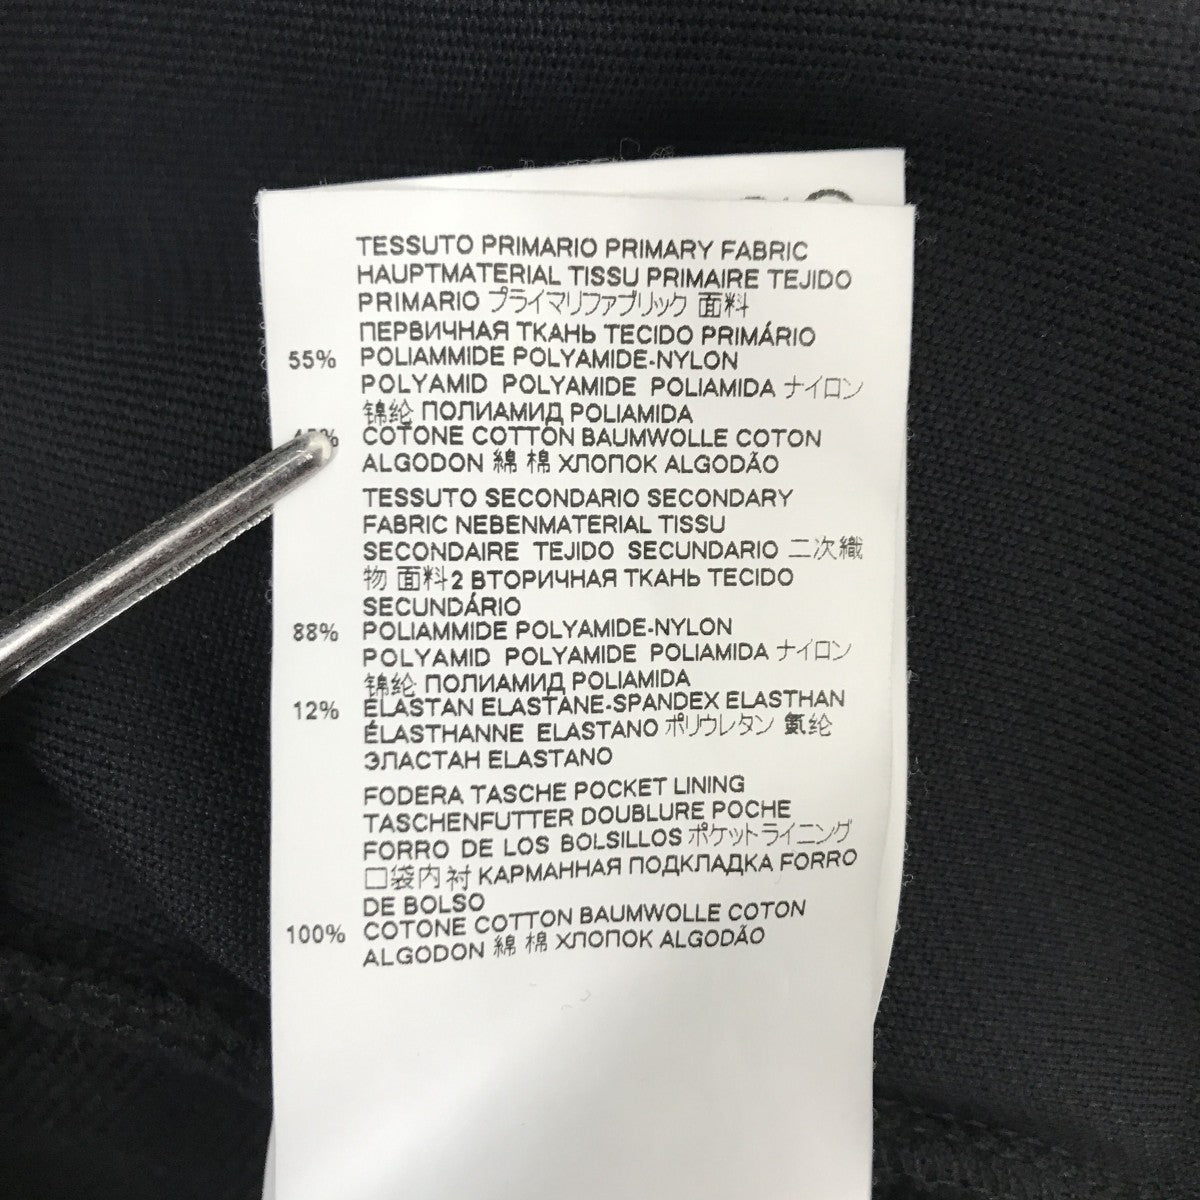 TESSUTO PRIMARIO PRIMARY FABRIC
HAUPTMATERIAL TISSU PRIMAIRE TEJIDO
PRIMARIO プライマリファブリック 面料
ПЕРВИЧНАЯ ТКАНЬ TECIDO PRIMÁRIO
55% POLIAMMIDE POLYAMIDE-NYLON
POLYAMID POLYAMIDE POLIAMIDA ナイロン
锦纶 ПОЛИАМИД POLIAMIDA
COTONE COTTON BAUMWOLLE COTON
ALGODON 綿 棉 ХЛОПОК ALGODÃO
TESSUTO SECONDARIO SECONDARY
FABRIC NEBENMATERIAL TISSU
SECONDAIRE TEJIDO SECUNDARIO 二次織
物 面料2 ВТОРИЧНАЯ ТКАНЬ TECIDO
SECUNDÁRIO
88% POLIAMMIDE POLYAMIDE-NYLON
POLYAMID POLYAMIDE POLIAMIDA ナイロン
锦纶 ПОЛИАМИД POLIAMIDA
12% ELASTAN ELASTANE-SPANDEX ELASTHAN
ÉLASTHANNE ELASTANO ポリウレタン 氨纶
ЭЛАСТАН ELASTANO
FODERA TASCHE POCKET LINING
TASCHENFUTTER DOUBLURE POCHE
FORRO DE LOS BOLSILLOS ポケットライニング
口袋内衬 КАРМАННАЯ ПОДКЛАДКА FORRO
DE BOLSO
100% COTONE COTTON BAUMWOLLE COTON
ALGODON 綿 棉 ХЛОПОК ALGODÃO